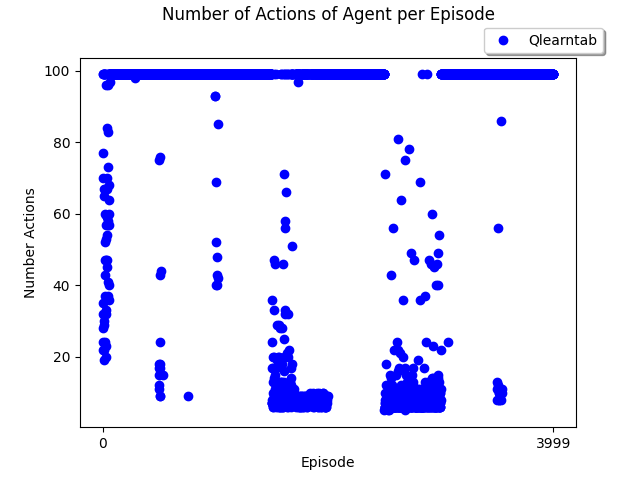 Number of Actions of Agent per Episode
Qlearntab
100
80
60
40
20
Number Actions
0
3999
Episode